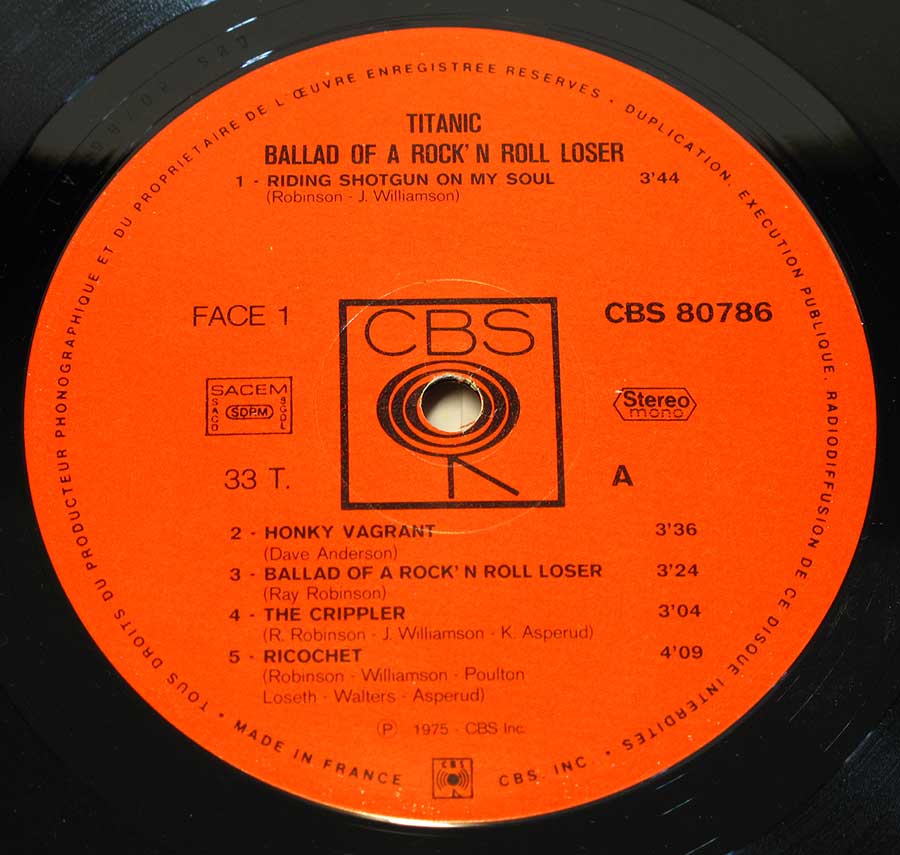 TITANIC
BALLAD OF A ROCK'N ROLL LOSER
1 - RIDING SHOTGUN ON MY SOUL 3'44
(Robinson - J. Williamson)
FACE 1
CBS
CBS 80786
SACEM
SACD SDRM SGDL
Stereo
mono
33 T.
A
2 - HONKY VAGRANT 3'36
(Dave Anderson)
3 - BALLAD OF A ROCK'N ROLL LOSER 3'24
(Ray Robinson)
4 - THE CRIPPLER 3'04
(R. Robinson - J. Williamson - K. Asperud)
5 - RICOCHET 4'09
(Robinson - Williamson - Poulton
Loseth - Walters - Asperud)
Ⓟ 1975 - CBS Inc.
CBS
TOUS DROITS DU PRODUCTEUR PHONOGRAPHIQUE ET DU PROPRIETAIRE DE L'ŒUVRE ENREGISTREE RESERVES • DUPLICATION, EXECUTION PUBLIQUE, RADIODIFFUSION DE CE DISQUE INTERDITES •
• MADE IN FRANCE
CBS. INC.